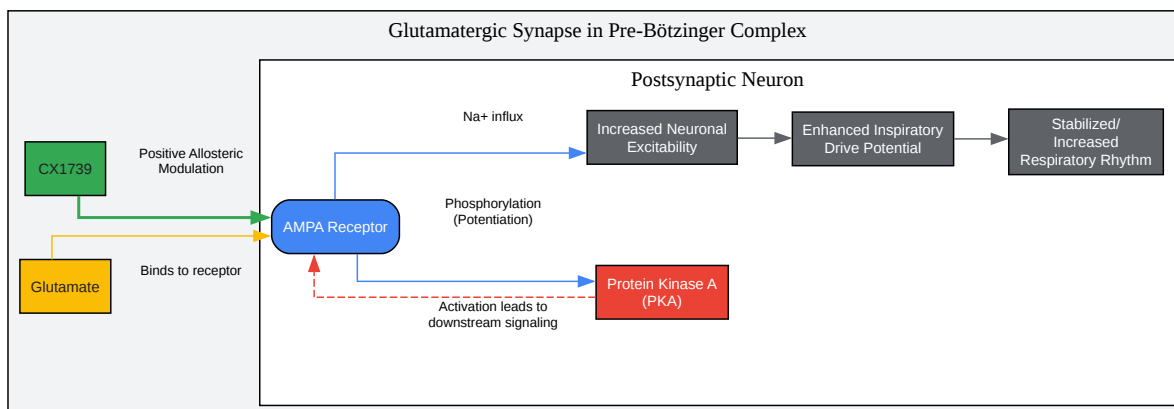 Glutamatergic Synapse in Pre-Bötzinger Complex
Postsynaptic Neuron
Na+ influx
Increased Neuronal
Excitability
Enhanced Inspiratory
Drive Potential
Stabilized/
Increased
Respiratory Rhythm
CX1739
Positive Allosteric
Modulation
Phosphorylation
(Potentiation)
AMPA Receptor
Binds to receptor
Glutamate
Protein Kinase A
(PKA)
Activation leads to
downstream signaling